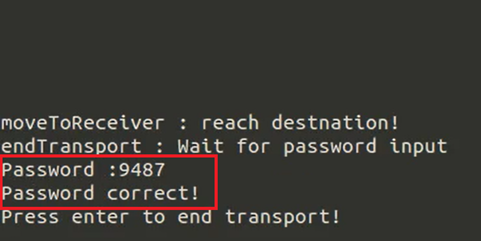 moveToReceiver : reach destnation!
endTransport : Wait for password input
Password :9487
Password correct!
Press enter to end transport!